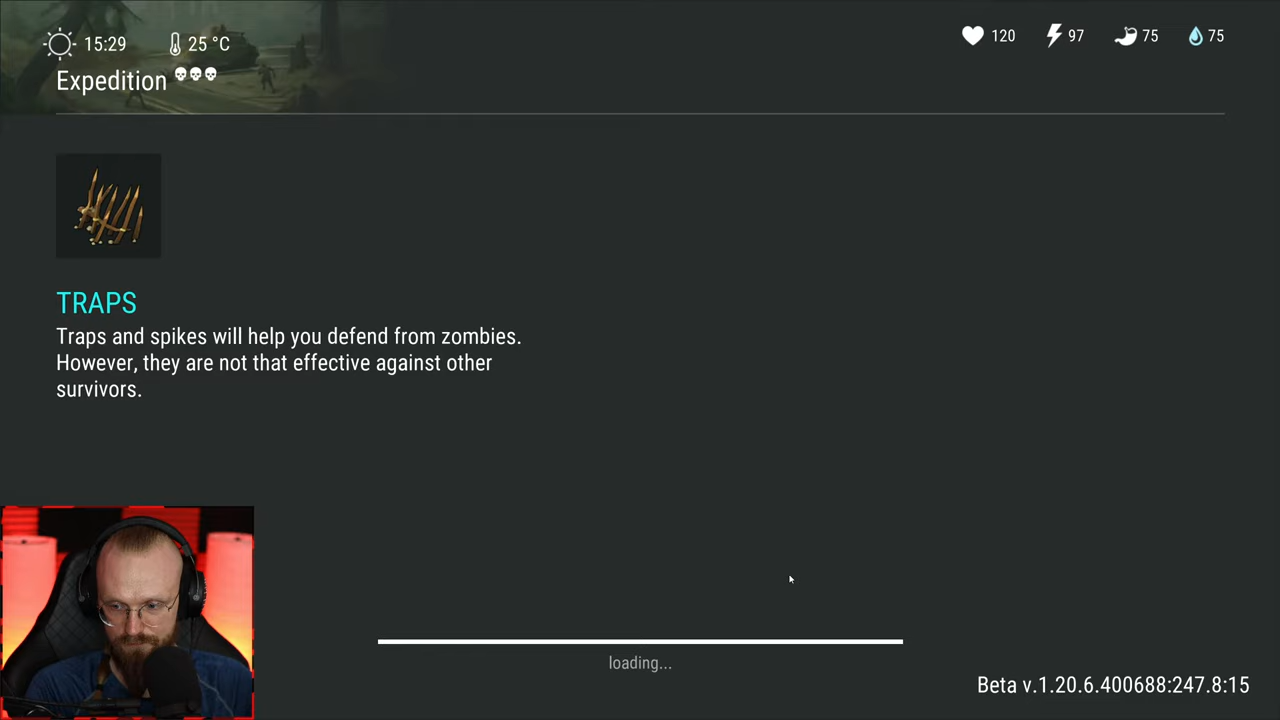 15:29 25 °C 120 97 75 75
Expedition
TRAPS
Traps and spikes will help you defend from zombies.
However, they are not that effective against other
survivors.
loading...
Beta v.1.20.6.400688:247.8:15